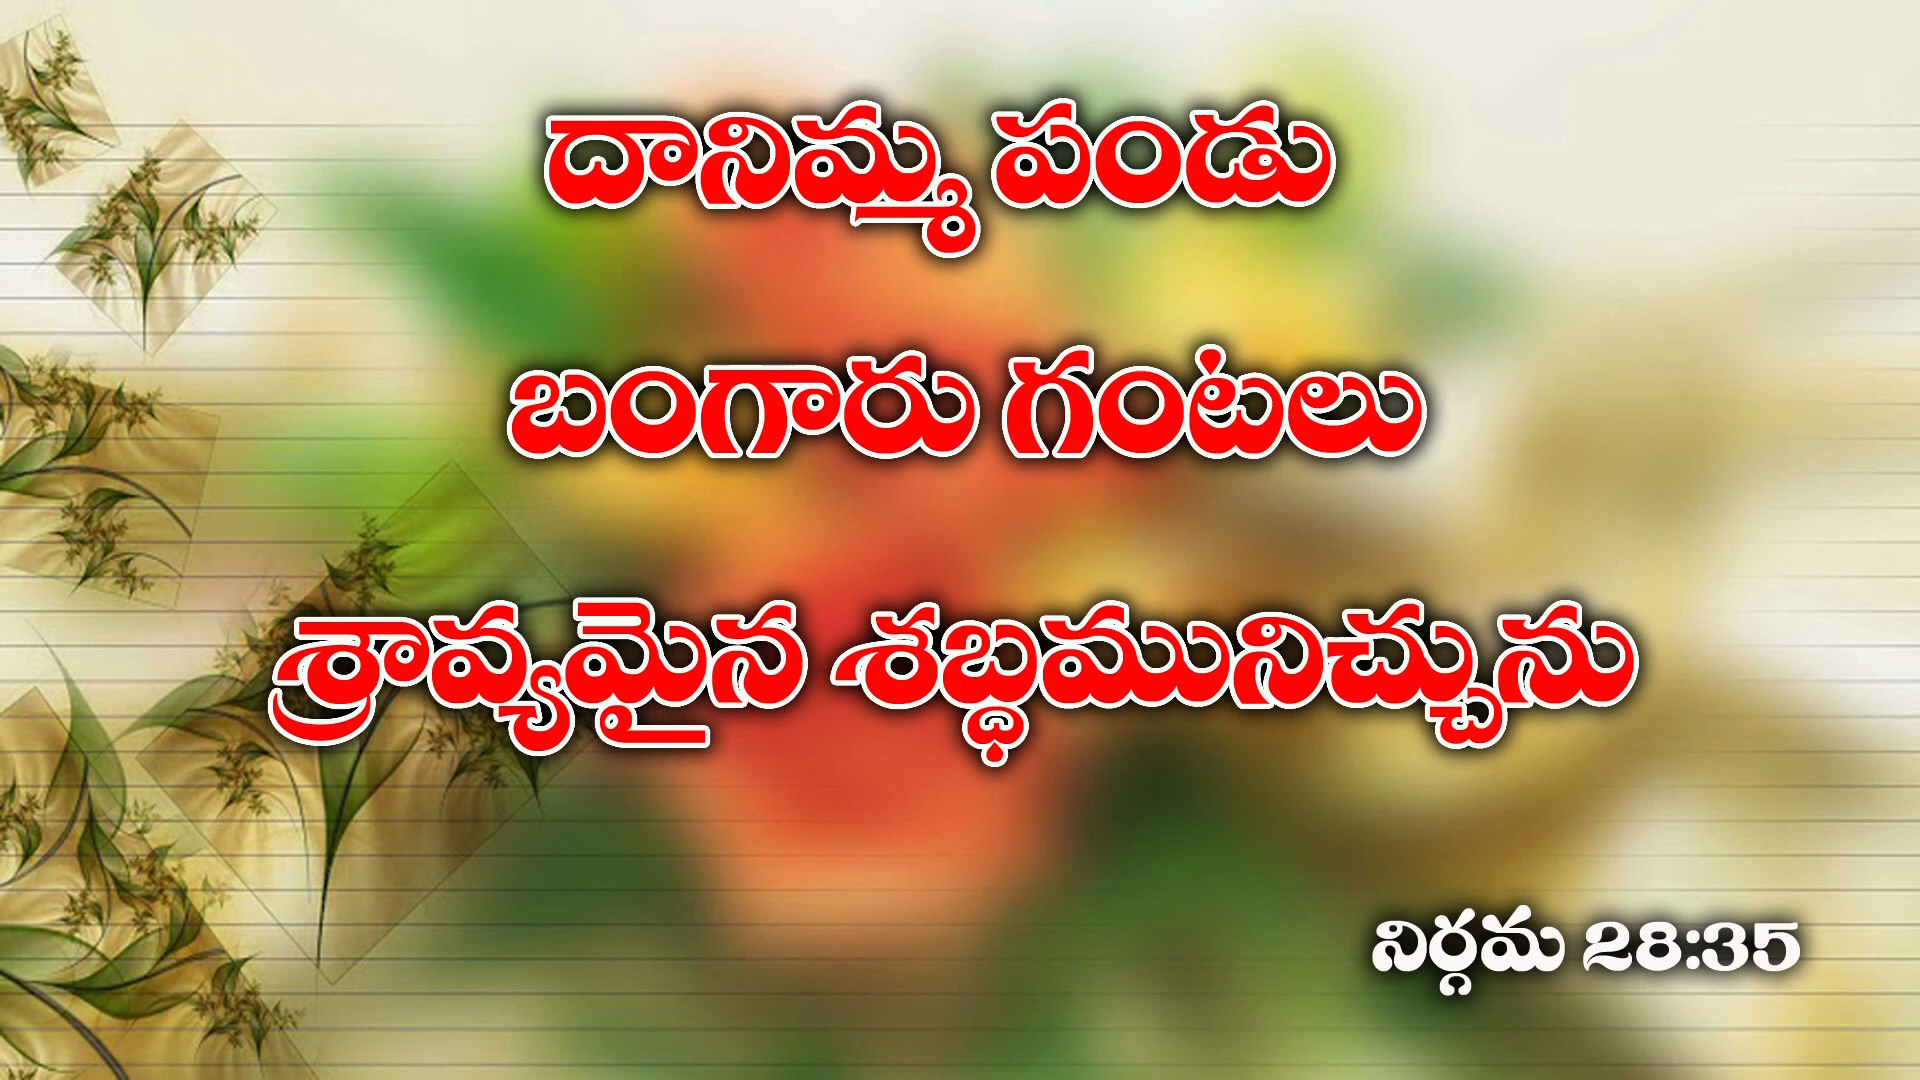 దానిమ్మ పండు
బంగారు గంటలు
శ్రావ్యమైన శబ్ధమునిచ్చును
నిర్గమ 28:35